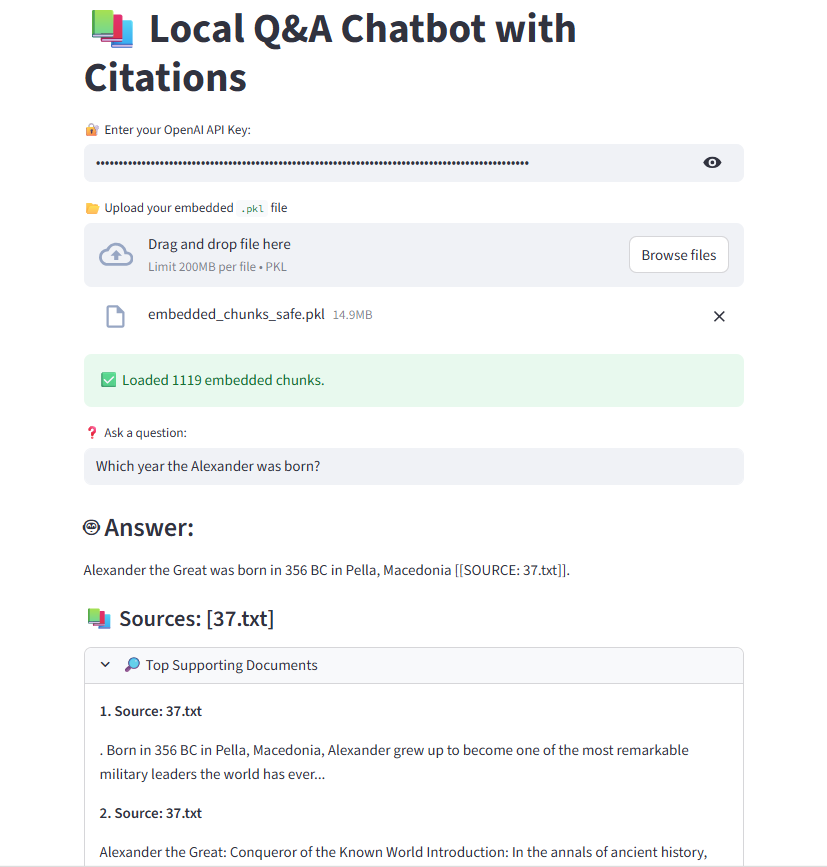 📚 Local Q&A Chatbot with
Citations
🔐 Enter your OpenAI API Key:
••••••••••••••••••••••••••••••••••••••••••••••••••••••••••••••••••••••••••••••••••••••••••••••
📂 Upload your embedded .pkl file
Drag and drop file here
Limit 200MB per file • PKL
Browse files
embedded_chunks_safe.pkl 14.9MB
✅ Loaded 1119 embedded chunks.
❓ Ask a question:
Which year the Alexander was born?
Answer:
Alexander the Great was born in 356 BC in Pella, Macedonia [[SOURCE: 37.txt]].
📚 Sources: [37.txt]
🔎 Top Supporting Documents
1. Source: 37.txt
. Born in 356 BC in Pella, Macedonia, Alexander grew up to become one of the most remarkable
military leaders the world has ever...
2. Source: 37.txt
Alexander the Great: Conqueror of the Known World Introduction: In the annals of ancient history,